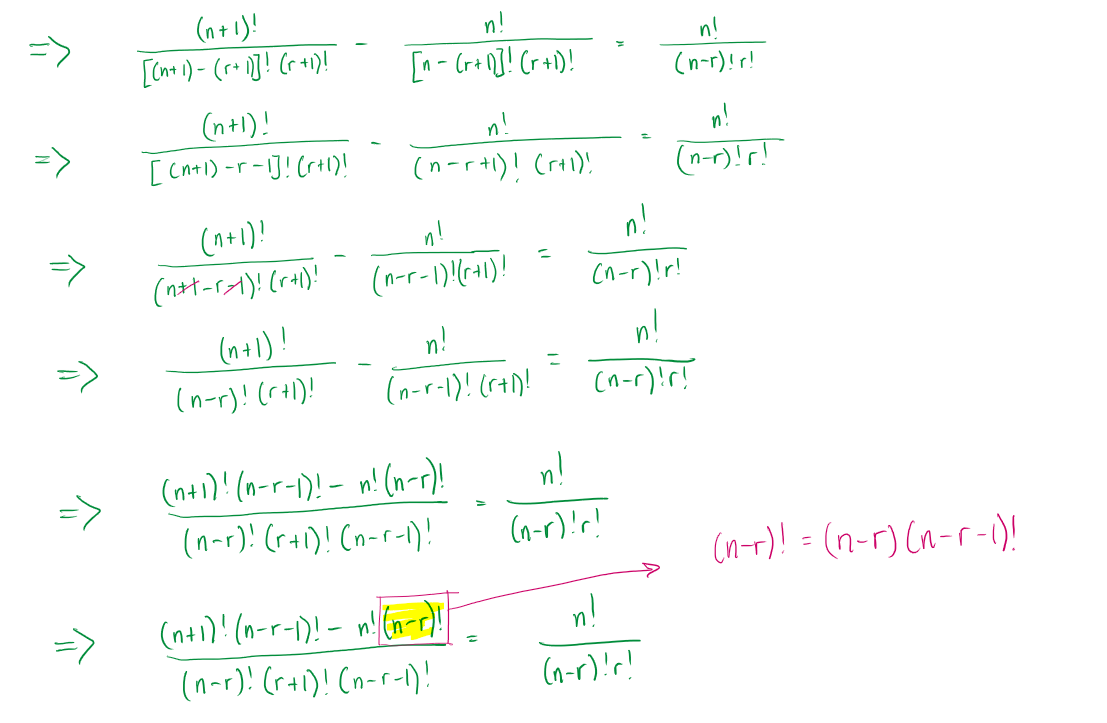 => (n+1)! / [(n+1) - (r+1)]! (r+1)! - n! / [n - (r+1)]! (r+1)! = n! / (n-r)! r!
=> (n+1)! / [(n+1) - r - 1]! (r+1)! - n! / (n - r + 1)! (r+1)! = n! / (n-r)! r!
=> (n+1)! / (n+1-r-1)! (r+1)! - n! / (n-r-1)! (r+1)! = n! / (n-r)! r!
=> (n+1)! / (n-r)! (r+1)! - n! / (n-r-1)! (r+1)! = n! / (n-r)! r!
=> (n+1)! (n-r-1)! - n! (n-r)! / (n-r)! (r+1)! (n-r-1)! = n! / (n-r)! r!
(n-r)! = (n-r) (n-r-1)!
=> (n+1)! (n-r-1)! - n! (n-r)! / (n-r)! (r+1)! (n-r-1)! = n! / (n-r)! r!